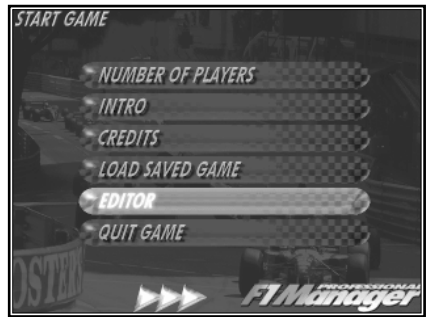 START GAME
NUMBER OF PLAYERS
INTRO
CREDITS
LOAD SAVED GAME
EDITOR
QUIT GAME
PROFESSIONAL
F1 Manager